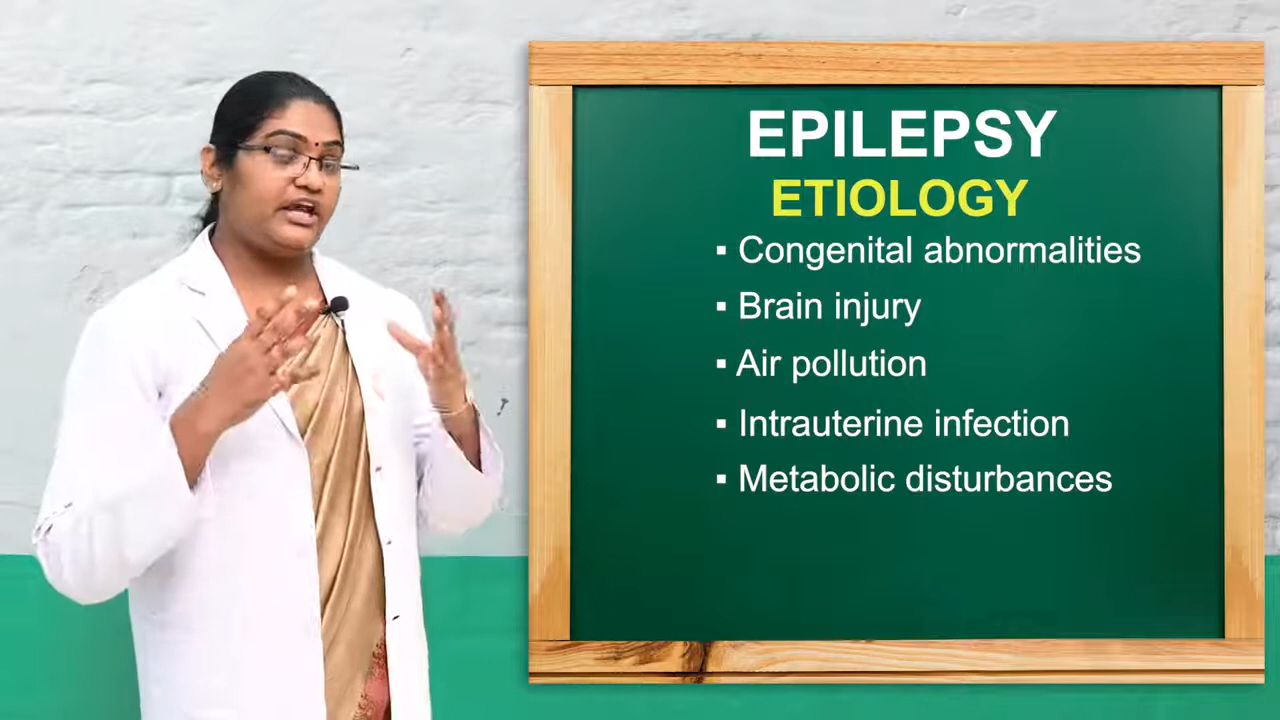 EPILEPSY
ETIOLOGY
▪ Congenital abnormalities
▪ Brain injury
▪ Air pollution
▪ Intrauterine infection
▪ Metabolic disturbances